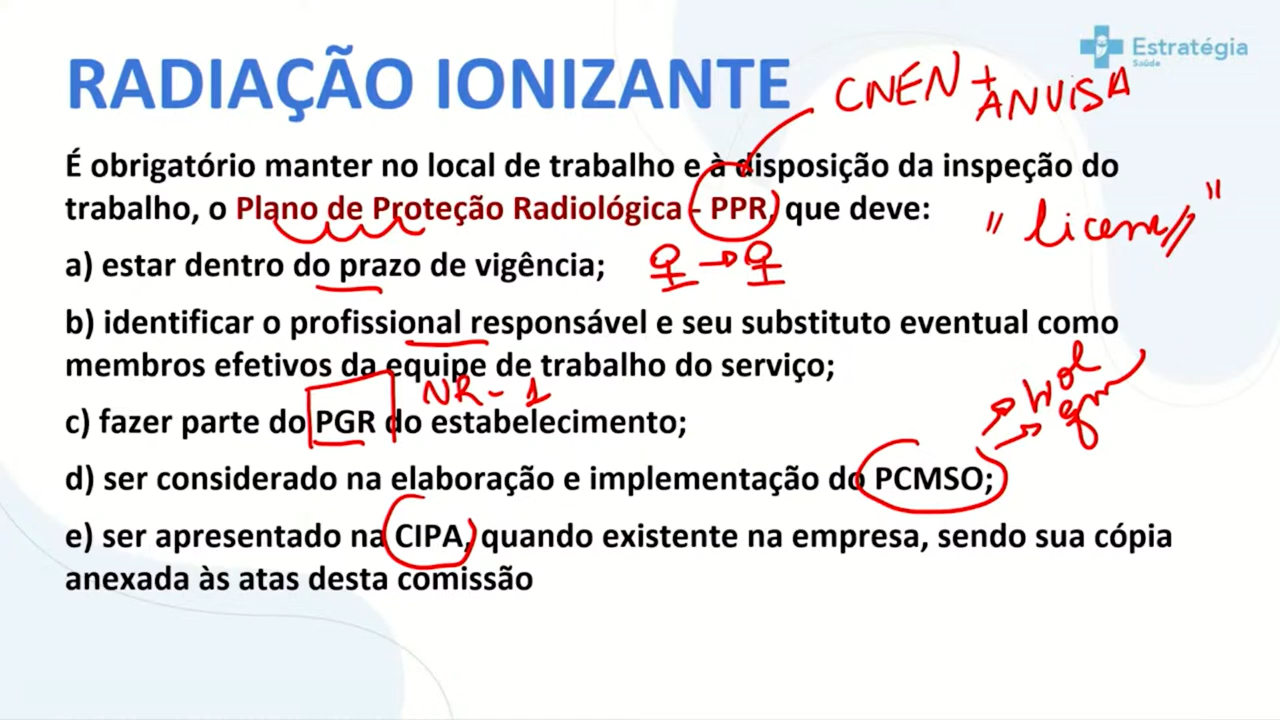 Estratégia
Saúde
RADIAÇÃO IONIZANTE
CNEN +
ANVISA
É obrigatório manter no local de trabalho e à disposição da inspeção do
trabalho, o Plano de Proteção Radiológica - PPR, que deve:
a) estar dentro do prazo de vigência;
b) identificar o profissional responsável e seu substituto eventual como
membros efetivos da equipe de trabalho do serviço;
NR-1
c) fazer parte do PGR do estabelecimento;
d) ser considerado na elaboração e implementação do PCMSO;
e) ser apresentado na CIPA, quando existente na empresa, sendo sua cópia
anexada às atas desta comissão